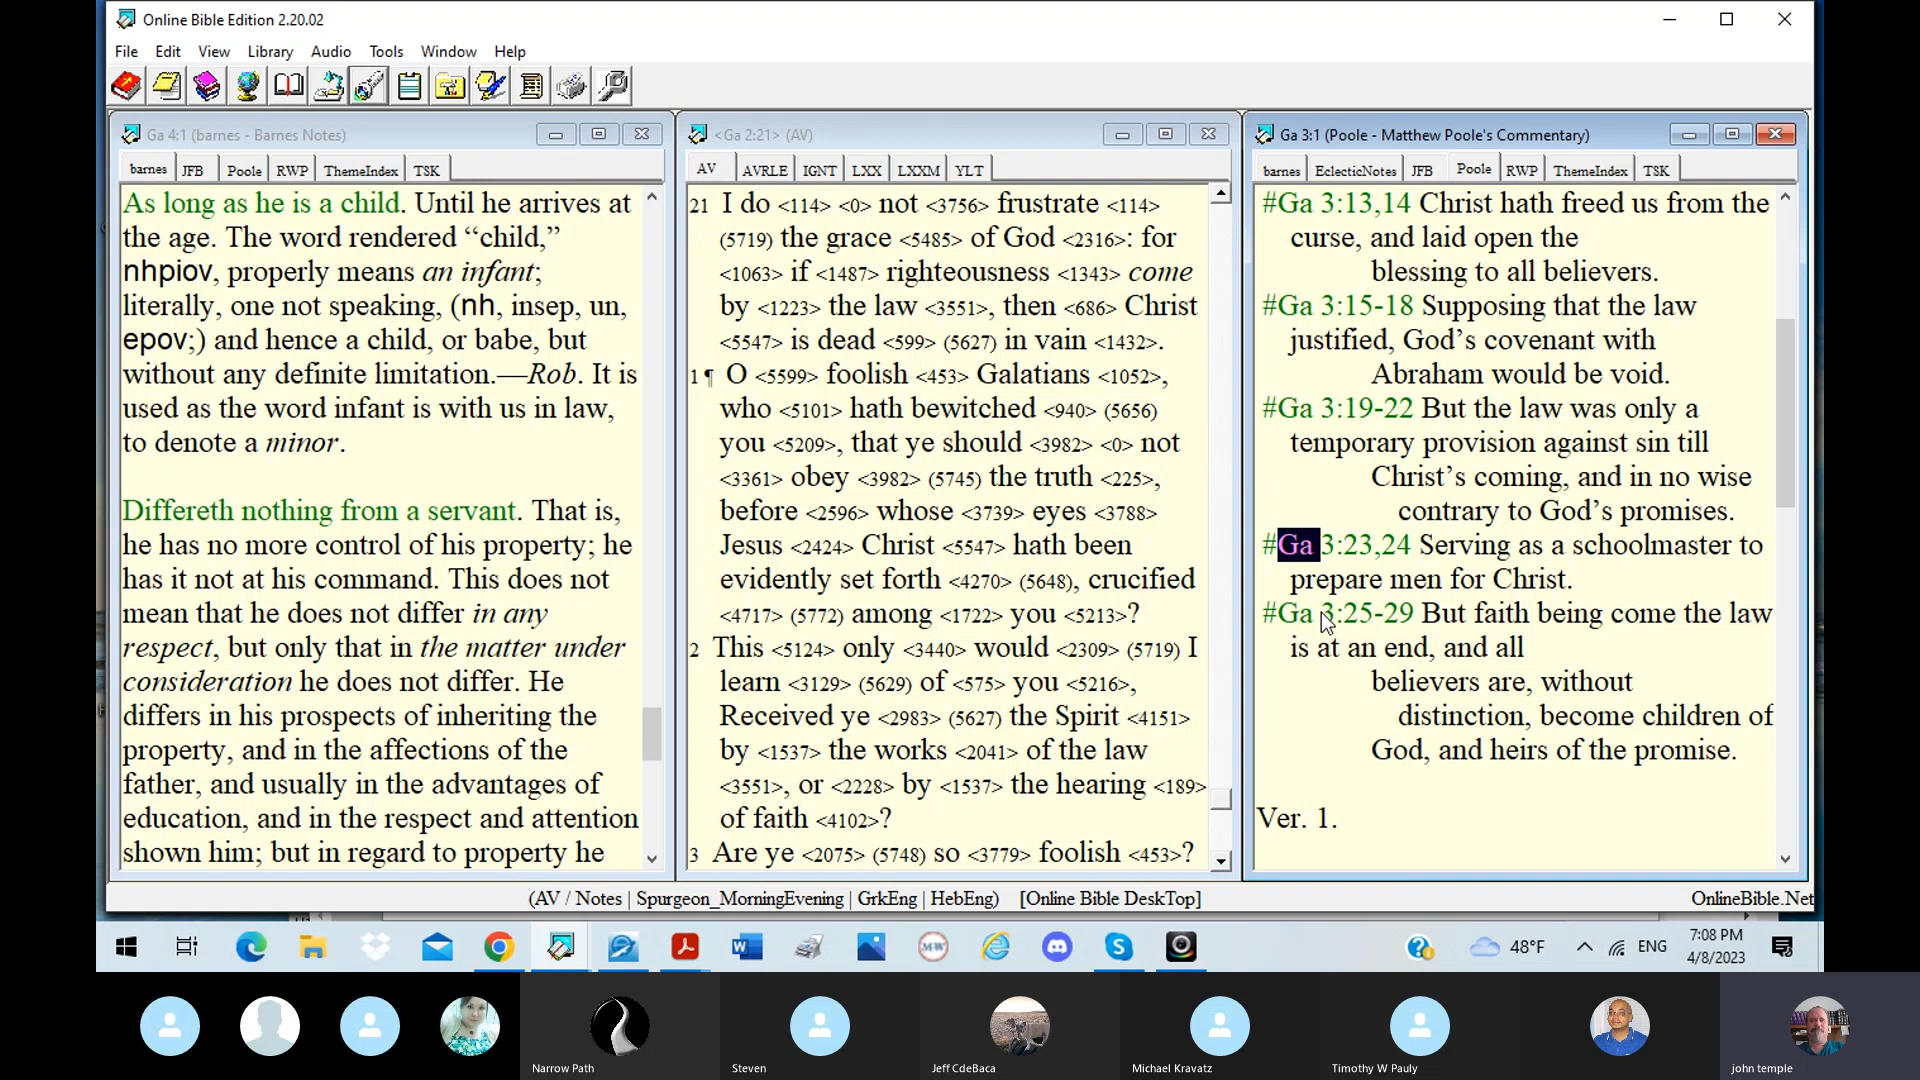 Online Bible Edition 2.20.02
File Edit View Library Audio Tools Window Help
Ga 4:1 (barnes - Barnes Notes)
barnes JFB Poole RWP ThemeIndex TSK
As long as he is a child. Until he arrives at
the age. The word rendered “child,”
nhpiov, properly means an infant;
literally, one not speaking, (nh, insep, un,
epov;) and hence a child, or babe, but
without any definite limitation.—Rob. It is
used as the word infant is with us in law,
to denote a minor.
Differeth nothing from a servant. That is,
he has no more control of his property; he
has it not at his command. This does not
mean that he does not differ in any
respect, but only that in the matter under
consideration he does not differ. He
differs in his prospects of inheriting the
property, and in the affections of the
father, and usually in the advantages of
education, and in the respect and attention
shown him; but in regard to property he
<Ga 2:21> (AV)
AV AVRLE IGNT LXX LXXM YLT
21 I do <114> <0> not <3756> frustrate <114>
(5719) the grace <5485> of God <2316>: for
<1063> if <1487> righteousness <1343> come
by <1223> the law <3551>, then <686> Christ
<5547> is dead <599> (5627) in vain <1432>.
1 ¶ O <5599> foolish <453> Galatians <1052>,
who <5101> hath bewitched <940> (5656)
you <5209>, that ye should <3982> <0> not
<3361> obey <3982> (5745) the truth <225>,
before <2596> whose <3739> eyes <3788>
Jesus <2424> Christ <5547> hath been
evidently set forth <4270> (5648), crucified
<4717> (5772) among <1722> you <5213>?
2 This <5124> only <3440> would <2309> (5719) I
learn <3129> (5629) of <575> you <5216>,
Received ye <2983> (5627) the Spirit <4151>
by <1537> the works <2041> of the law
<3551>, or <2228> by <1537> the hearing <189>
of faith <4102>?
3 Are ye <2075> (5748) so <3779> foolish <453>?
Ga 3:1 (Poole - Matthew Poole's Commentary)
barnes EclecticNotes JFB Poole RWP ThemeIndex TSK
#Ga 3:13,14 Christ hath freed us from the
curse, and laid open the
blessing to all believers.
#Ga 3:15-18 Supposing that the law
justified, God’s covenant with
Abraham would be void.
#Ga 3:19-22 But the law was only a
temporary provision against sin till
Christ’s coming, and in no wise
contrary to God’s promises.
#Ga 3:23,24 Serving as a schoolmaster to
prepare men for Christ.
#Ga 3:25-29 But faith being come the law
is at an end, and all
believers are, without
distinction, become children of
God, and heirs of the promise.
Ver. 1.
(AV / Notes | Spurgeon_MorningEvening | GrkEng | HebEng) [Online Bible DeskTop]
OnlineBible.Net
48°F ENG 7:08 PM
4/8/2023
Narrow Path Steven Jeff CdeBaca Michael Kravatz Timothy W Pauly john temple